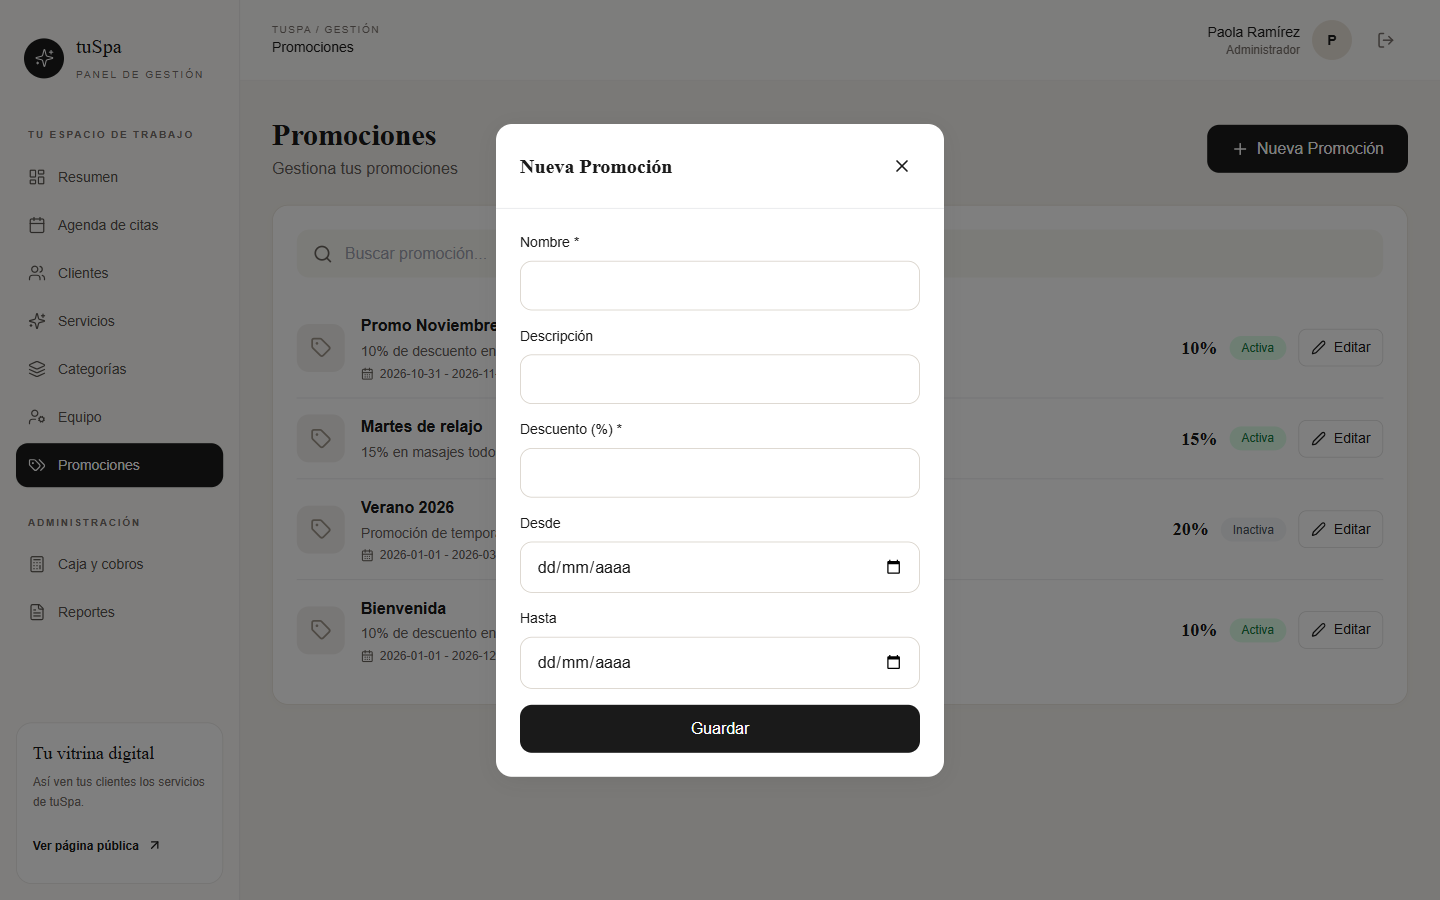 tuSpa
PANEL DE GESTIÓN
TU ESPACIO DE TRABAJO
Resumen
Agenda de citas
Clientes
Servicios
Categorías
Equipo
Promociones
ADMINISTRACIÓN
Caja y cobros
Reportes
Tu vitrina digital
Así ven tus clientes los servicios
de tuSpa.
Ver página pública
TUSPA / GESTIÓN
Promociones
Paola Ramírez
Administrador
P
Promociones
Gestiona tus promociones
Nueva Promoción
Buscar promoción...
Promo Noviembre
10% de descuento en
2026-10-31 - 2026-11-
10%
Activa
Editar
Martes de relajo
15% en masajes todo
15%
Activa
Editar
Verano 2026
Promoción de tempor
2026-01-01 - 2026-03
20%
Inactiva
Editar
Bienvenida
10% de descuento en
2026-01-01 - 2026-12
10%
Activa
Editar
Nueva Promoción
Nombre *
Descripción
Descuento (%) *
Desde
dd/mm/aaaa
Hasta
dd/mm/aaaa
Guardar